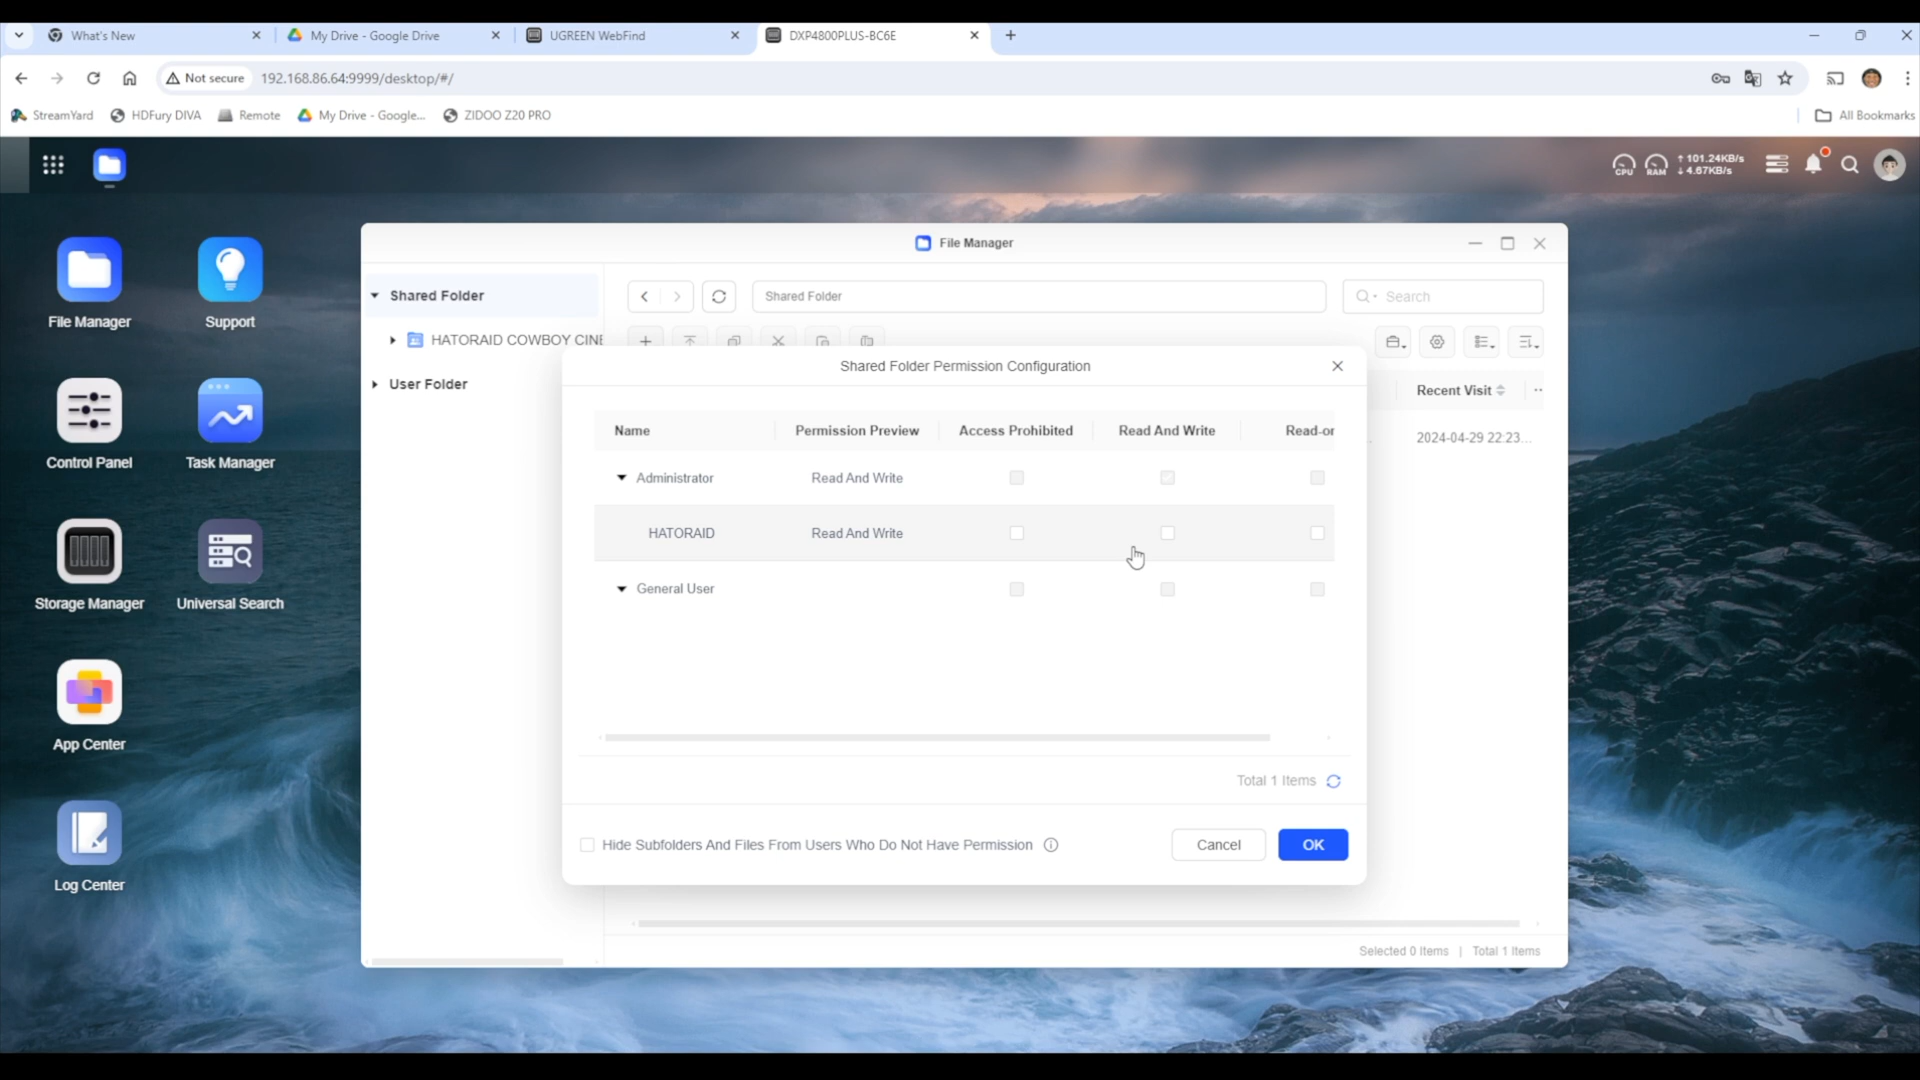 What's New
My Drive - Google Drive
UGREEN WebFind
DXP4800PLUS-BC6E
Not secure
192.168.86.64:9999/desktop/#/
StreamYard
HDFury DIVA
Remote
My Drive - Google...
ZIDOO Z20 PRO
All Bookmarks
CPU
RAM
↑ 101.24KB/s
↓ 4.67KB/s
File Manager
Support
Control Panel
Task Manager
Storage Manager
Universal Search
App Center
Log Center
File Manager
Shared Folder
HATORAID COWBOY CINE
User Folder
Shared Folder
Search
Recent Visit
2024-04-29 22:23...
Shared Folder Permission Configuration
Name
Permission Preview
Access Prohibited
Read And Write
Read-or
Administrator
Read And Write
HATORAID
Read And Write
General User
Total 1 Items
Hide Subfolders And Files From Users Who Do Not Have Permission
Cancel
OK
Selected 0 Items | Total 1 Items